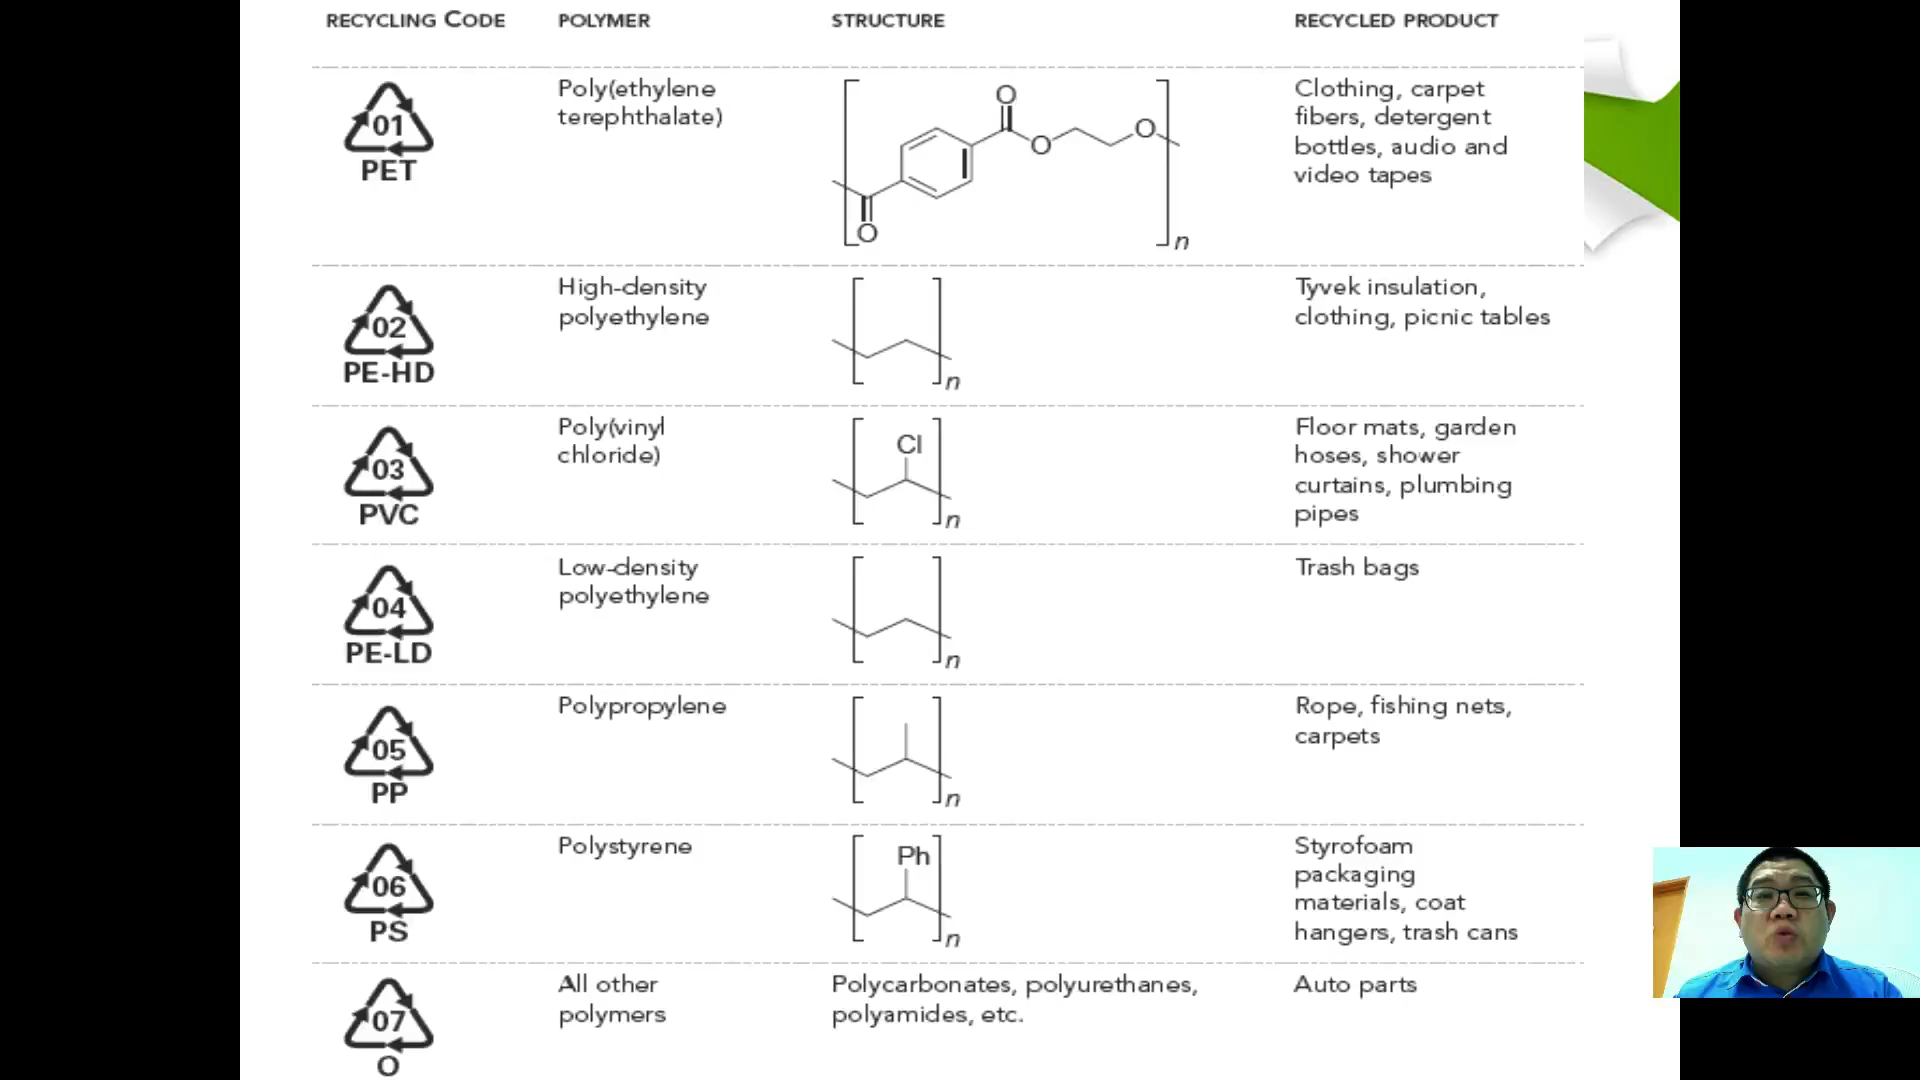 RECYCLING CODE POLYMER STRUCTURE RECYCLED PRODUCT
01
PET
Poly(ethylene
terephthalate)
O
O
O
O
n
Clothing, carpet
fibers, detergent
bottles, audio and
video tapes
02
PE-HD
High-density
polyethylene
n
Tyvek insulation,
clothing, picnic tables
03
PVC
Poly(vinyl
chloride)
Cl
n
Floor mats, garden
hoses, shower
curtains, plumbing
pipes
04
PE-LD
Low-density
polyethylene
n
Trash bags
05
PP
Polypropylene
n
Rope, fishing nets,
carpets
06
PS
Polystyrene
Ph
n
Styrofoam
packaging
materials, coat
hangers, trash cans
07
O
All other
polymers
Polycarbonates, polyurethanes,
polyamides, etc.
Auto parts